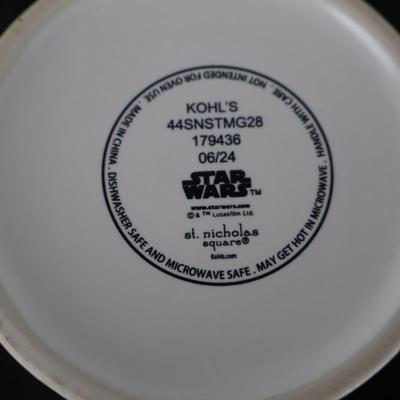 KOHL'S
44SNSTMG28
179436
06/24
STAR
WARS™
www.starwars.com
© & ™ Lucasfilm Ltd.
st. nicholas
square®
Kohls.com
MADE IN CHINA . DISHWASHER SAFE AND MICROWAVE SAFE . MAY GET HOT IN MICROWAVE . HANDLE WITH CARE . NOT INTENDED FOR OVEN USE .